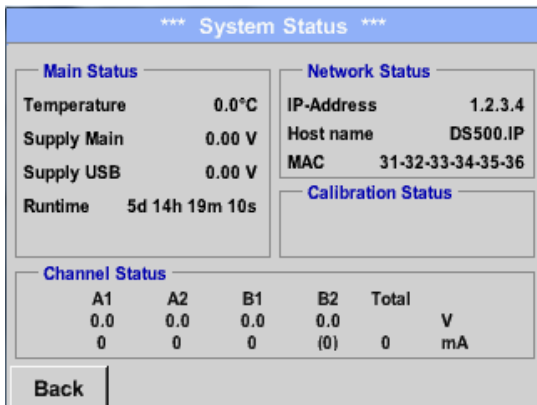 *** System Status ***
Main Status
Temperature 0.0°C
Supply Main 0.00 V
Supply USB 0.00 V
Runtime 5d 14h 19m 10s
Network Status
IP-Address 1.2.3.4
Host name DS500.IP
MAC 31-32-33-34-35-36
Calibration Status
Channel Status
A1 A2 B1 B2 Total
0.0 0.0 0.0 0.0 V
0 0 0 (0) 0 mA
Back